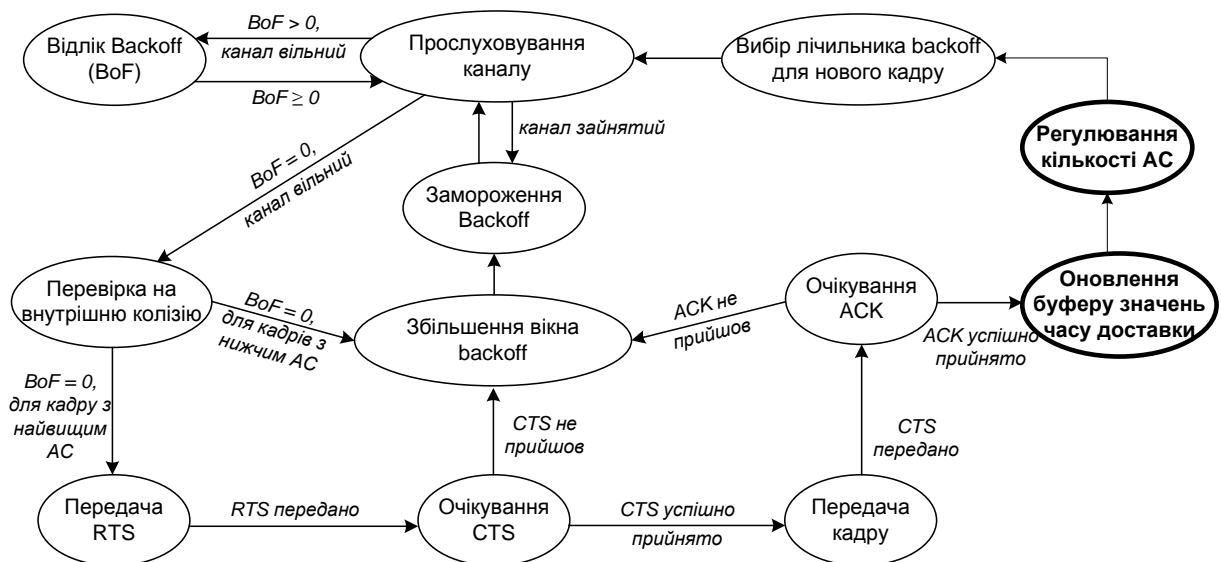 Відлік Backoff
(BoF)
BoF > 0,
канал вільний
BoF ≥ 0
Прослуховування
каналу
Вибір лічильника backoff
для нового кадру
канал зайнятий
Регулювання
кількості АС
BoF = 0,
канал вільний
Замороження
Backoff
Перевірка на
внутрішню колізію
BoF = 0,
для кадрів з
нижчим АС
Збільшення вікна
backoff
ACK не
прийшов
Очікування
ACK
ACK успішно
прийнято
Оновлення
буферу значень
часу доставки
BoF = 0,
для кадру з
найвищим
АС
CTS не
прийшов
CTS
передано
Передача
RTS
RTS передано
Очікування
CTS
CTS успішно
прийнято
Передача
кадру